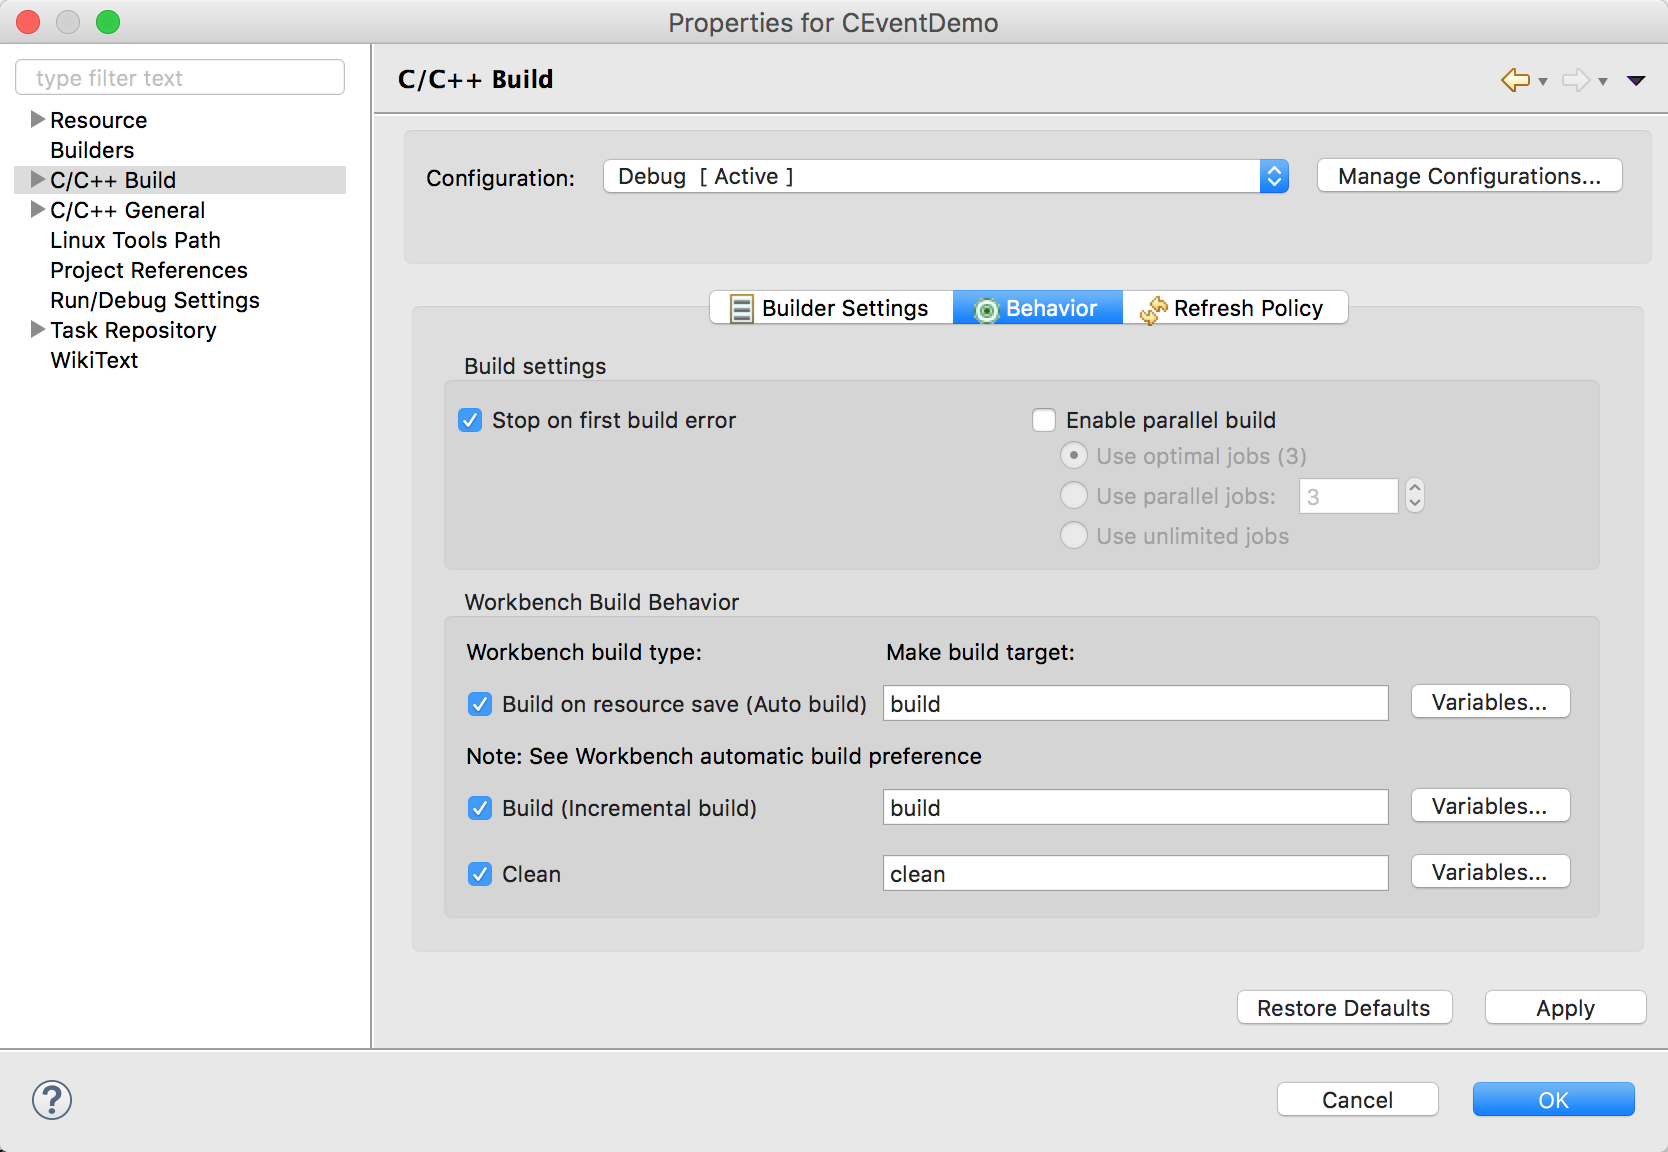 Properties for CEventDemo
type filter text
Resource
Builders
C/C++ Build
C/C++ General
Linux Tools Path
Project References
Run/Debug Settings
Task Repository
WikiText
C/C++ Build
Configuration: Debug [ Active ] Manage Configurations...
Builder Settings Behavior Refresh Policy
Build settings
Stop on first build error Enable parallel build
Use optimal jobs (3)
Use parallel jobs: 3
Use unlimited jobs
Workbench Build Behavior
Workbench build type: Make build target:
Build on resource save (Auto build) build Variables...
Note: See Workbench automatic build preference
Build (Incremental build) build Variables...
Clean clean Variables...
Restore Defaults Apply
? Cancel OK